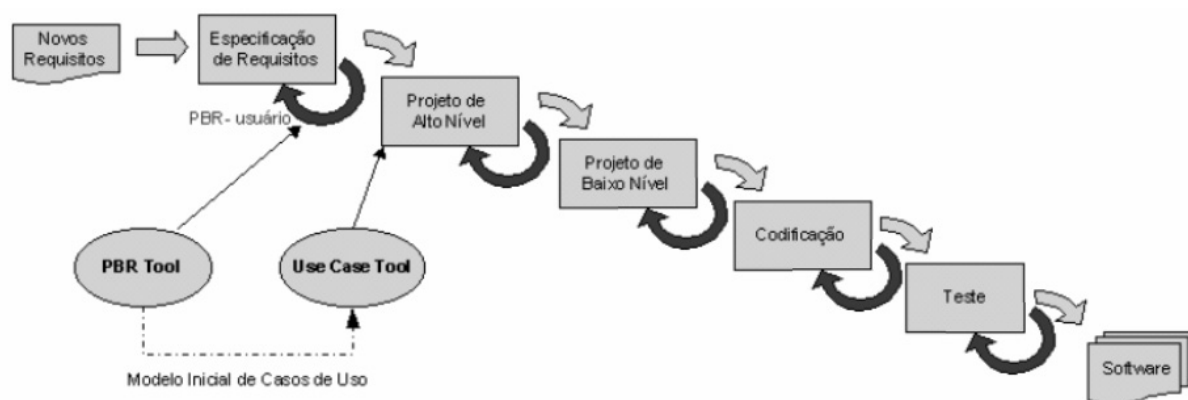 Novos
Requisitos
Especificação
de Requisitos
PBR- usuário
Projeto de
Alto Nível
Projeto de
Baixo Nível
Codificação
Teste
Software
PBR Tool
Use Case Tool
Modelo Inicial de Casos de Uso